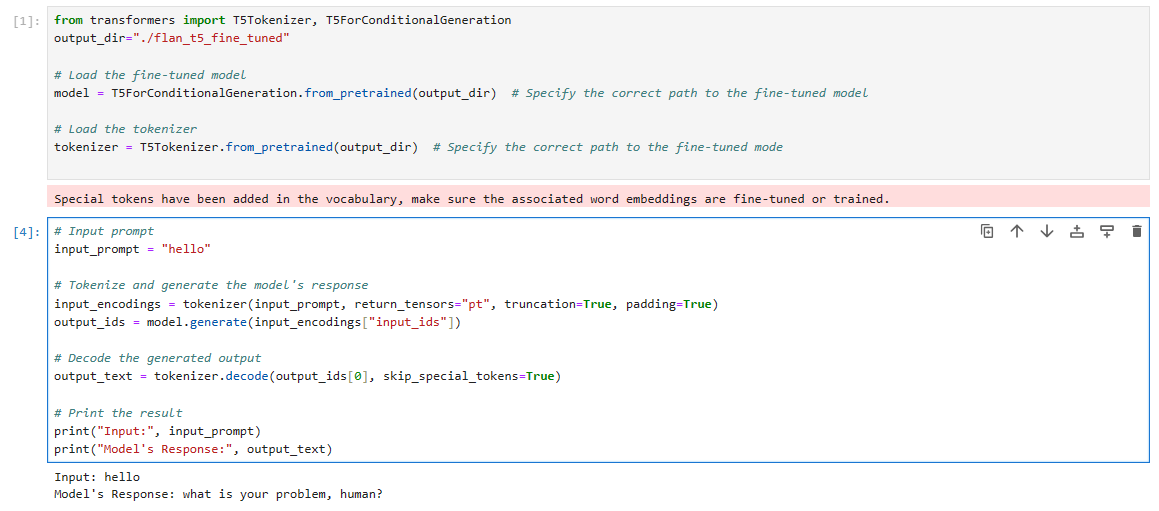 [1]:
from transformers import T5Tokenizer, T5ForConditionalGeneration
output_dir="./flan_t5_fine_tuned"
# Load the fine-tuned model
model = T5ForConditionalGeneration.from_pretrained(output_dir)  # Specify the correct path to the fine-tuned model
# Load the tokenizer
tokenizer = T5Tokenizer.from_pretrained(output_dir)  # Specify the correct path to the fine-tuned mode
Special tokens have been added in the vocabulary, make sure the associated word embeddings are fine-tuned or trained.
[4]:
# Input prompt
input_prompt = "hello"
# Tokenize and generate the model's response
input_encodings = tokenizer(input_prompt, return_tensors="pt", truncation=True, padding=True)
output_ids = model.generate(input_encodings["input_ids"])
# Decode the generated output
output_text = tokenizer.decode(output_ids[0], skip_special_tokens=True)
# Print the result
print("Input:", input_prompt)
print("Model's Response:", output_text)
Input: hello
Model's Response: what is your problem, human?